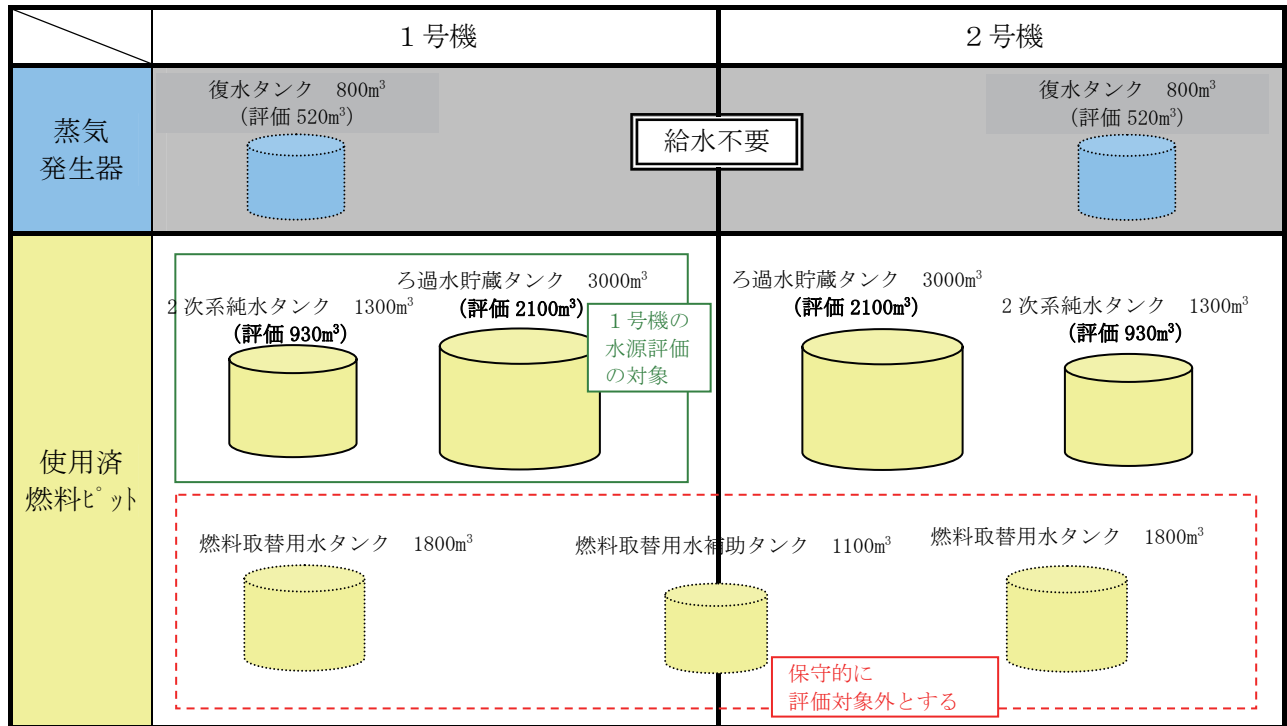 １号機
２号機
蒸気
発生器
復水タンク　800m³
（評価 520m³）
給水不要
復水タンク　800m³
（評価 520m³）
使用済
燃料ﾋﾟｯﾄ
ろ過水貯蔵タンク　3000m³
（評価 2100m³）
２次系純水タンク　1300m³
（評価 930m³）
１号機の
水源評価
の対象
ろ過水貯蔵タンク　3000m³
（評価 2100m³）
２次系純水タンク　1300m³
（評価 930m³）
燃料取替用水タンク　1800m³
燃料取替用水補助タンク　1100m³
燃料取替用水タンク　1800m³
保守的に
評価対象外とする